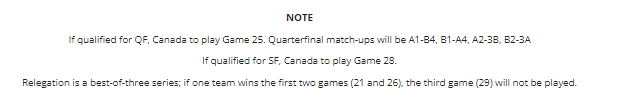 NOTE
If qualified for QF, Canada to play Game 25. Quarterfinal match-ups will be A1-B4, B1-A4, A2-3B, B2-3A
If qualified for SF, Canada to play Game 28.
Relegation is a best-of-three series; if one team wins the first two games (21 and 26), the third game (29) will not be played.